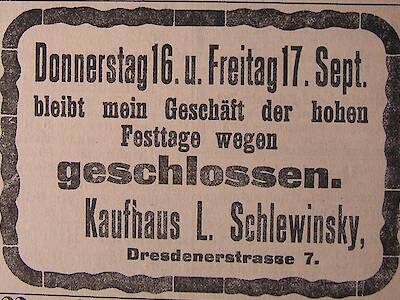 Donnerstag 16. u. Freitag 17. Sept.
bleibt mein Geschäft der hohen
Festtage wegen
geschlossen.
Kaufhaus L. Schlewinsky,
Dresdenerstrasse 7.